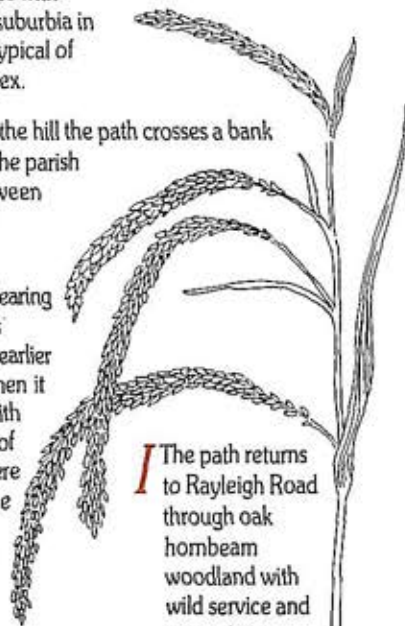 suburbia in
ypical of
ex.
the hill the path crosses a bank
he parish
ween
earing
earlier
hen it
ith
of
ere
e
I The path returns
to Rayleigh Road
through oak
hornbeam
woodland with
wild service and